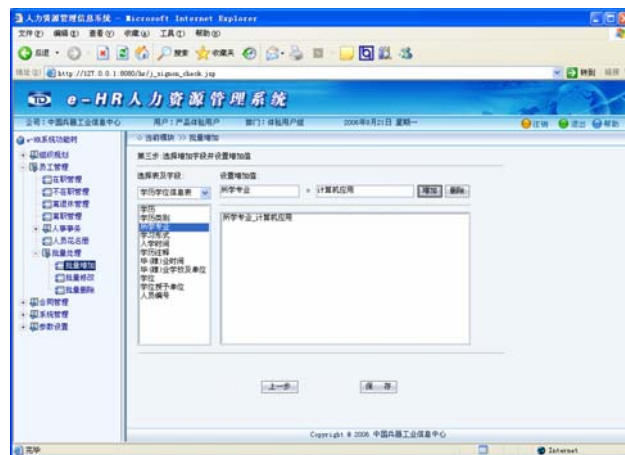 人力资源管理信息系统 - Microsoft Internet Explorer
文件(F) 编辑(E) 查看(V) 收藏(A) 工具(T) 帮助(H)
后退 搜索 收藏夹
地址(D) http://127.0.0.1:8080/hr/j_signon_check.jsp 转到 链接
e-HR人力资源管理系统
公司:中国兵器工业信息中心 用户:产品体验用户 部门:体验用户组 2006年8月21日 星期一 注销 退出 帮助
e-HR系统功能树
组织规划
员工管理
在职管理
不在职管理
离退休管理
离职管理
人事事务
人员花名册
批量处理
批量增加
批量修改
批量删除
合同管理
系统管理
参数设置
当前模块 >> 批量增加
第三步:选择增加字段并设置增加值
选择表及字段: 设置增加值
学历学位信息表 所学专业 = 计算机应用 增加 删除
学历
学历类别
所学专业
学习形式
入学时间
学历注释
毕(肄)业时间
毕(肄)业学校及单位
学位
学位授予单位
人员编号
所学专业_计算机应用
上一步 保 存
Copyright © 2006 中国兵器工业信息中心
完毕 Internet